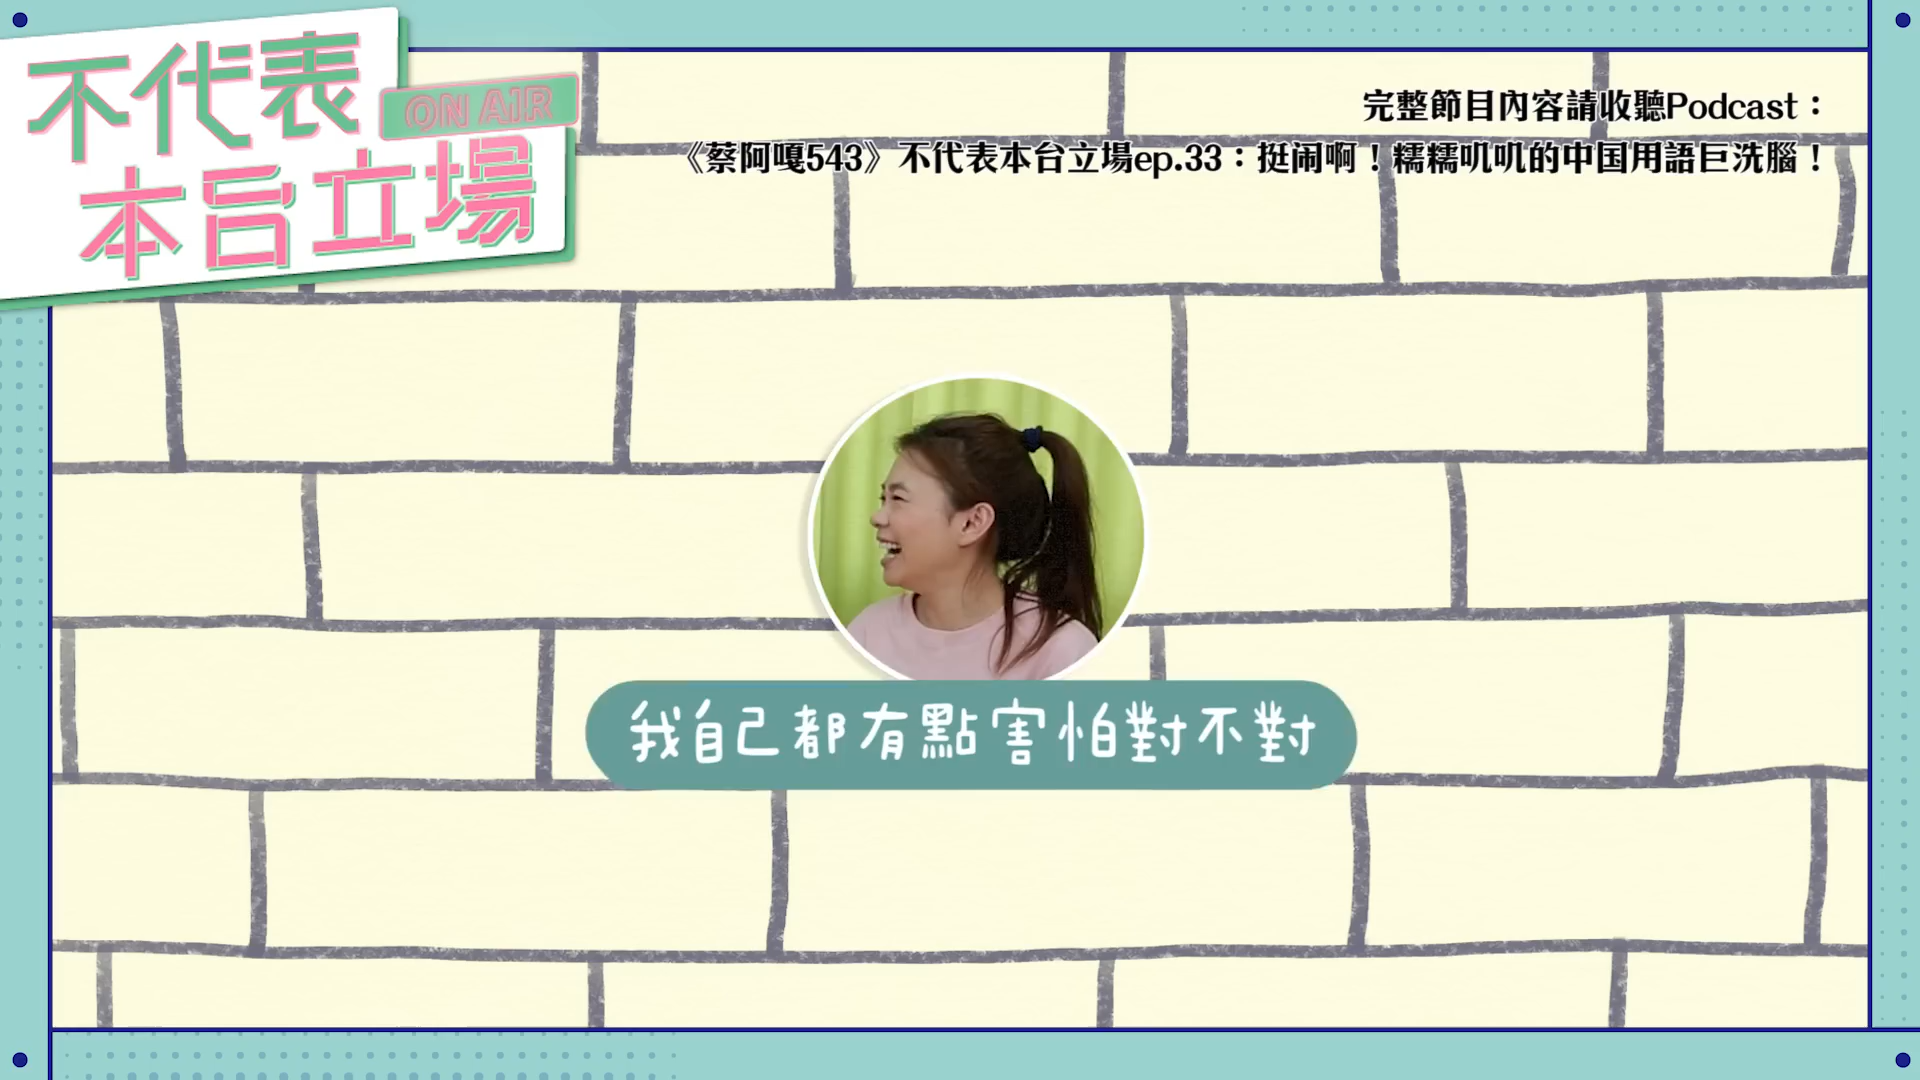 不代表
ON AIR
本台立場
完整節目內容請收聽Podcast：
《蔡阿嘎543》不代表本台立場ep.33：挺闹啊！糯糯叽叽的中国用語巨洗腦！
我自己都有點害怕對不對